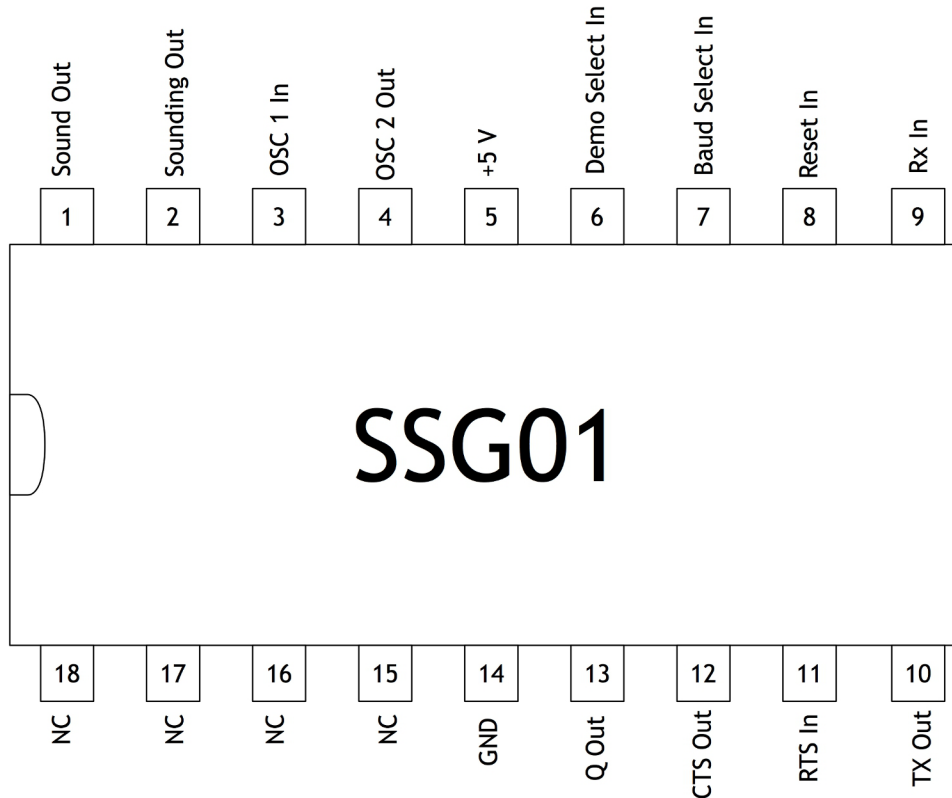 Sound Out
Sounding Out
OSC 1 In
OSC 2 Out
+5 V
Demo Select In
Baud Select In
Reset In
Rx In
1
2
3
4
5
6
7
8
9
SSG01
18
17
16
15
14
13
12
11
10
NC
NC
NC
NC
GND
Q Out
CTS Out
RTS In
TX Out